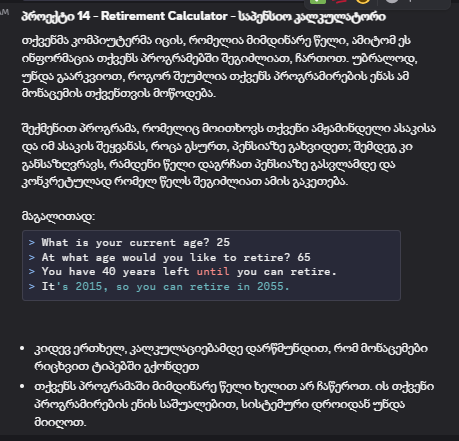 AM
პროექტი 14 - Retirement Calculator - საპენსიო კალკულატორი
თქვენმა კომპიუტერმა იცის, რომელია მიმდინარე წელი, ამიტომ ეს
ინფორმაცია თქვენს პროგრამებში შეგიძლიათ, ჩართოთ. უბრალოდ,
უნდა გაარკვიოთ, როგორ შეუძლია თქვენს პროგრამირების ენას ამ
მონაცემის თქვენთვის მოწოდება.
შექმენით პროგრამა, რომელიც მოითხოვს თქვენი ამჟამინდელი ასაკისა
და იმ ასაკის შეყვანას, როცა გსურთ, პენსიაზე გახვიდეთ; შემდეგ კი
განსაზღვრავს, რამდენი წელი დაგრჩათ პენსიაზე გასვლამდე და
კონკრეტულად რომელ წელს შეგიძლიათ ამის გაკეთება.
მაგალითად:
> What is your current age? 25
> At what age would you like to retire? 65
> You have 40 years left until you can retire.
> It's 2015, so you can retire in 2055.
• კიდევ ერთხელ, კალკულაციებამდე დარწმუნდით, რომ მონაცემები
რიცხვით ტიპებში გქონდეთ
• თქვენს პროგრამაში მიმდინარე წელი ხელით არ ჩაწეროთ. ის თქვენი
პროგრამირების ენის საშუალებით, სისტემური დროიდან უნდა
მიიღოთ.